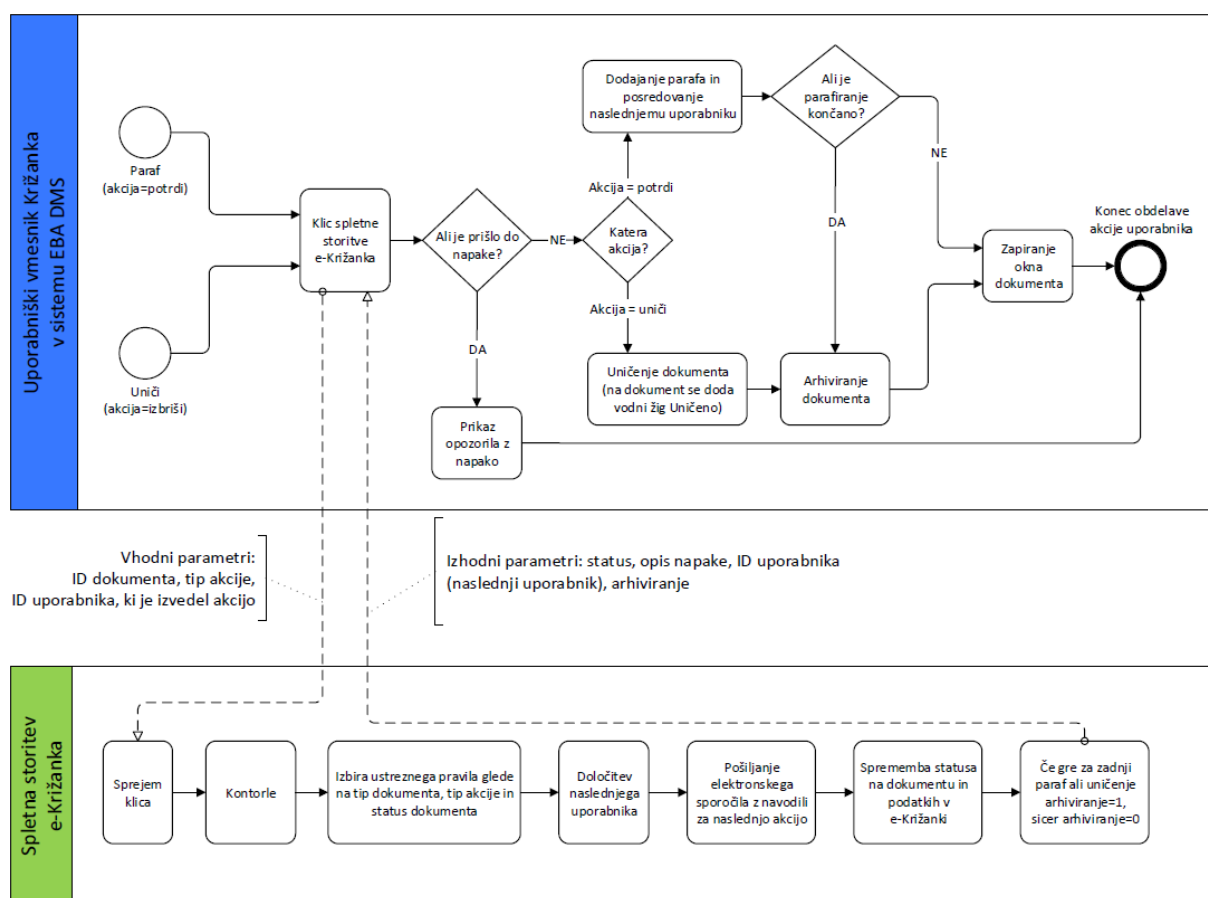 Uporabniški vmesnik Križanka
v sistemu EBA DMS
Paraf
(akcija=potrdi)
Uniči
(akcija=izbriši)
Klic spletne
storitve
e-Križanka
Ali je prišlo do
napake?
NE
DA
Prikaz
opozorila z
napako
Katera
akcija?
Akcija = potrdi
Akcija = uniči
Dodajanje parafa in
posredovanje
naslednjemu uporabniku
Ali je
parafiranje
končano?
NE
DA
Uničenje dokumenta
(na dokument se doda
vodni žig Uničeno)
Arhiviranje
dokumenta
Zapiranje
okna
dokumenta
Konec obdelave
akcije uporabnika
Vhodni parametri:
ID dokumenta, tip akcije,
ID uporabnika, ki je izvedel akcijo
Izhodni parametri: status, opis napake, ID uporabnika
(naslednji uporabnik), arhiviranje
Spletna storitev
e-Križanka
Sprejem
klica
Kontorle
Izbira ustreznega pravila glede
na tip dokumenta, tip akcije in
status dokumenta
Določitev
naslednjega
uporabnika
Pošiljanje
elektronskega
sporočila z navodili
za naslednjo akcijo
Sprememba statusa
na dokumentu in
podatkih v
e-Križanki
Če gre za zadnji
paraf ali uničenje
arhiviranje=1,
sicer arhiviranje=0